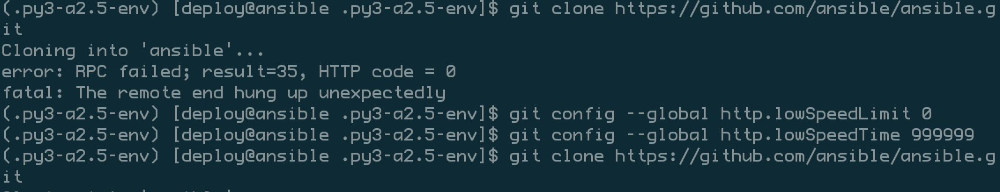 (.py3-a2.5-env) [deploy@ansible .py3-a2.5-env]$ git clone https://github.com/ansible/ansible.g
it
Cloning into 'ansible'...
error: RPC failed; result=35, HTTP code = 0
fatal: The remote end hung up unexpectedly
(.py3-a2.5-env) [deploy@ansible .py3-a2.5-env]$ git config --global http.lowSpeedLimit 0
(.py3-a2.5-env) [deploy@ansible .py3-a2.5-env]$ git config --global http.lowSpeedTime 999999
(.py3-a2.5-env) [deploy@ansible .py3-a2.5-env]$ git clone https://github.com/ansible/ansible.g
it